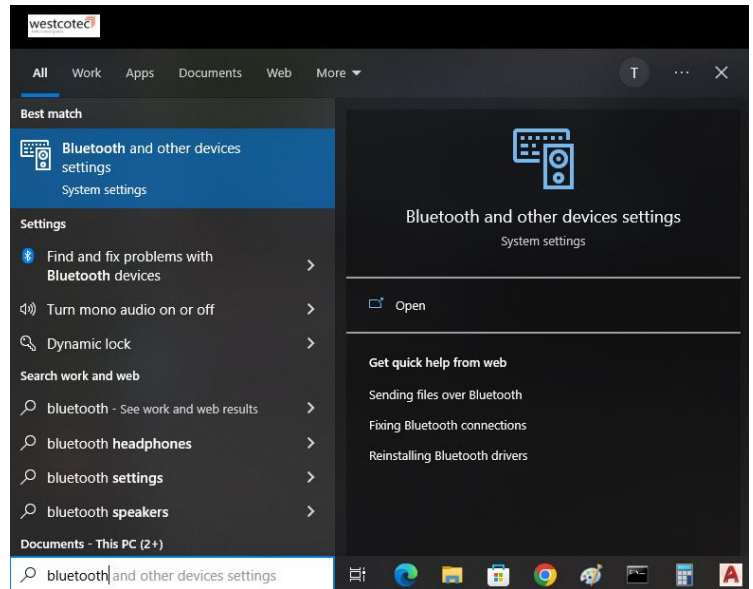 westcotec
All Work Apps Documents Web More
T
Best match
Bluetooth and other devices
settings
System settings
Settings
Find and fix problems with
Bluetooth devices
Turn mono audio on or off
Dynamic lock
Search work and web
bluetooth - See work and web results
bluetooth headphones
bluetooth settings
bluetooth speakers
Documents - This PC (2+)
bluetooth and other devices settings
Bluetooth and other devices settings
System settings
Open
Get quick help from web
Sending files over Bluetooth
Fixing Bluetooth connections
Reinstalling Bluetooth drivers
A